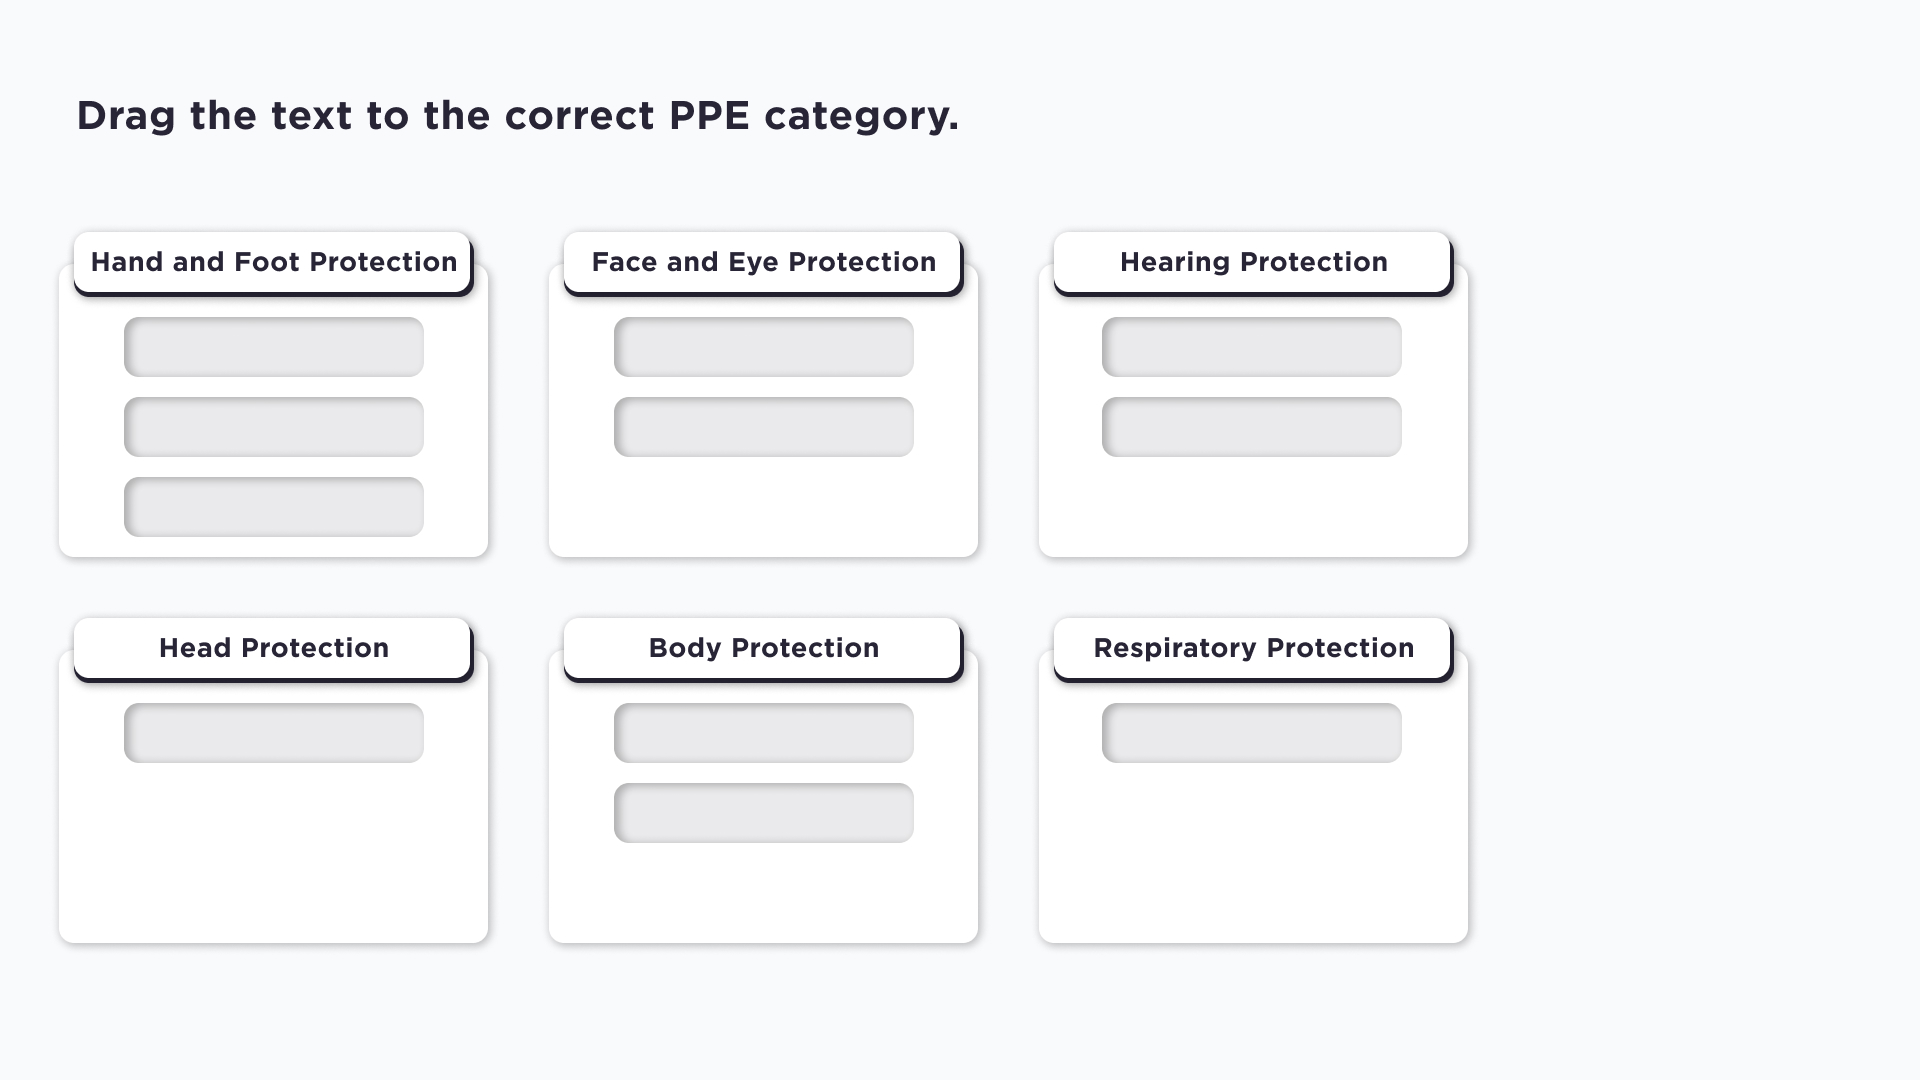 Drag the text to the correct PPE category.
Hand and Foot Protection
Face and Eye Protection
Hearing Protection
Head Protection
Body Protection
Respiratory Protection